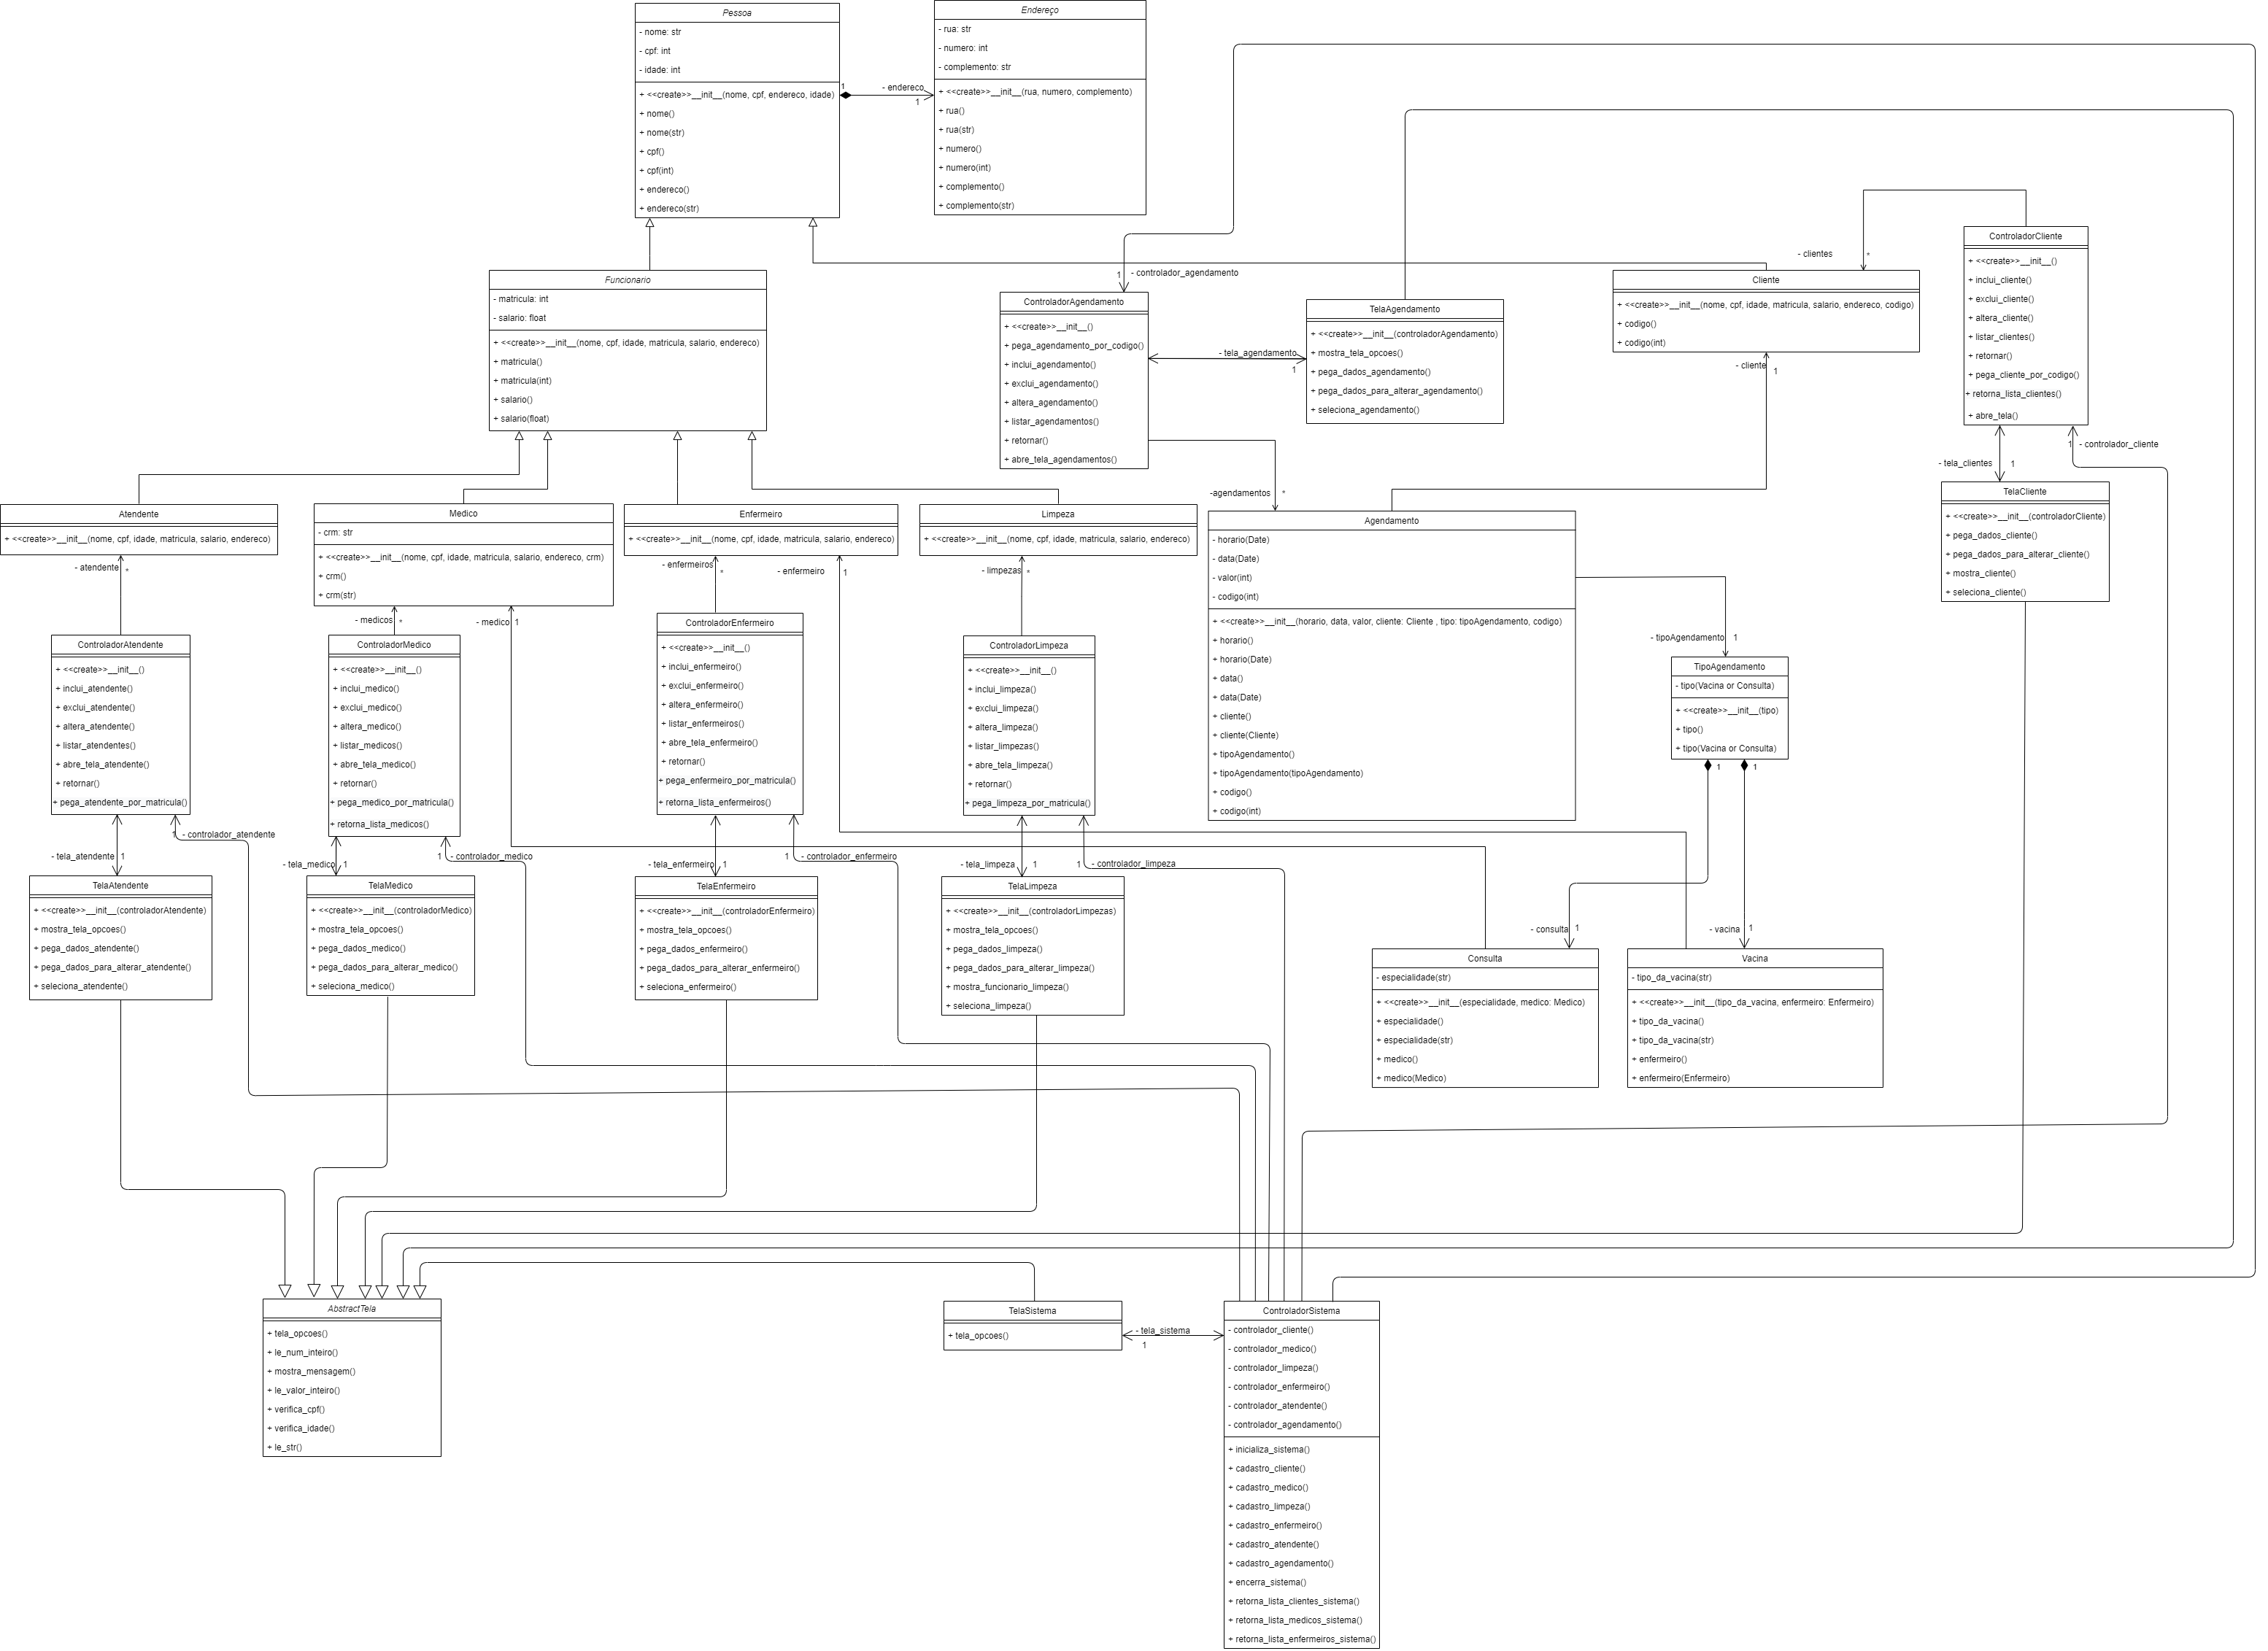 Pessoa
- nome: str
- cpf: int
- idade: int
+ <<create>>__init__(nome, cpf, endereco, idade)
+ nome()
+ nome(str)
+ cpf()
+ cpf(int)
+ endereco()
+ endereco(str)
1
- endereco
1
Endereço
- rua: str
- numero: int
- complemento: str
+ <<create>>__init__(rua, numero, complemento)
+ rua()
+ rua(str)
+ numero()
+ numero(int)
+ complemento()
+ complemento(str)
Funcionario
- matricula: int
- salario: float
+ <<create>>__init__(nome, cpf, idade, matricula, salario, endereco)
+ matricula()
+ matricula(int)
+ salario()
+ salario(float)
1
- controlador_agendamento
ControladorAgendamento
+ <<create>>__init__()
+ pega_agendamento_por_codigo()
+ inclui_agendamento()
+ exclui_agendamento()
+ altera_agendamento()
+ listar_agendamentos()
+ retornar()
+ abre_tela_agendamentos()
- tela_agendamento
1
TelaAgendamento
+ <<create>>__init__(controladorAgendamento)
+ mostra_tela_opcoes()
+ pega_dados_agendamento()
+ pega_dados_para_alterar_agendamento()
+ seleciona_agendamento()
- clientes
*
Cliente
+ <<create>>__init__(nome, cpf, idade, matricula, salario, endereco, codigo)
+ codigo()
+ codigo(int)
- cliente
1
ControladorCliente
+ <<create>>__init__()
+ inclui_cliente()
+ exclui_cliente()
+ altera_cliente()
+ listar_clientes()
+ retornar()
+ pega_cliente_por_codigo()
+ retorna_lista_clientes()
+ abre_tela()
1
- controlador_cliente
- tela_clientes
1
TelaCliente
+ <<create>>__init__(controladorCliente)
+ pega_dados_cliente()
+ pega_dados_para_alterar_cliente()
+ mostra_cliente()
+ seleciona_cliente()
Atendente
+ <<create>>__init__(nome, cpf, idade, matricula, salario, endereco)
- atendente
*
Medico
- crm: str
+ <<create>>__init__(nome, cpf, idade, matricula, salario, endereco, crm)
+ crm()
+ crm(str)
- medicos
*
- medico
1
Enfermeiro
+ <<create>>__init__(nome, cpf, idade, matricula, salario, endereco)
- enfermeiros
*
- enfermeiro
1
Limpeza
+ <<create>>__init__(nome, cpf, idade, matricula, salario, endereco)
- limpezas
*
-agendamentos
*
Agendamento
- horario(Date)
- data(Date)
- valor(int)
- codigo(int)
+ <<create>>__init__(horario, data, valor, cliente: Cliente , tipo: tipoAgendamento, codigo)
+ horario()
+ horario(Date)
+ data()
+ data(Date)
+ cliente()
+ cliente(Cliente)
+ tipoAgendamento()
+ tipoAgendamento(tipoAgendamento)
+ codigo()
+ codigo(int)
- tipoAgendamento
1
TipoAgendamento
- tipo(Vacina or Consulta)
+ <<create>>__init__(tipo)
+ tipo()
+ tipo(Vacina or Consulta)
1
1
ControladorAtendente
+ <<create>>__init__()
+ inclui_atendente()
+ exclui_atendente()
+ altera_atendente()
+ listar_atendentes()
+ abre_tela_atendente()
+ retornar()
+ pega_atendente_por_matricula()
1
- controlador_atendente
- tela_atendente
1
ControladorMedico
+ <<create>>__init__()
+ inclui_medico()
+ exclui_medico()
+ altera_medico()
+ listar_medicos()
+ abre_tela_medico()
+ retornar()
+ pega_medico_por_matricula()
+ retorna_lista_medicos()
- tela_medico
1
1
- controlador_medico
ControladorEnfermeiro
+ <<create>>__init__()
+ inclui_enfermeiro()
+ exclui_enfermeiro()
+ altera_enfermeiro()
+ listar_enfermeiros()
+ abre_tela_enfermeiro()
+ retornar()
+ pega_enfermeiro_por_matricula()
+ retorna_lista_enfermeiros()
- tela_enfermeiro
1
1
- controlador_enfermeiro
ControladorLimpeza
+ <<create>>__init__()
+ inclui_limpeza()
+ exclui_limpeza()
+ altera_limpeza()
+ listar_limpezas()
+ abre_tela_limpeza()
+ retornar()
+ pega_limpeza_por_matricula()
- tela_limpeza
1
1
- controlador_limpeza
TelaAtendente
+ <<create>>__init__(controladorAtendente)
+ mostra_tela_opcoes()
+ pega_dados_atendente()
+ pega_dados_para_alterar_atendente()
+ seleciona_atendente()
TelaMedico
+ <<create>>__init__(controladorMedico)
+ mostra_tela_opcoes()
+ pega_dados_medico()
+ pega_dados_para_alterar_medico()
+ seleciona_medico()
TelaEnfermeiro
+ <<create>>__init__(controladorEnfermeiro)
+ mostra_tela_opcoes()
+ pega_dados_enfermeiro()
+ pega_dados_para_alterar_enfermeiro()
+ seleciona_enfermeiro()
TelaLimpeza
+ <<create>>__init__(controladorLimpezas)
+ mostra_tela_opcoes()
+ pega_dados_limpeza()
+ pega_dados_para_alterar_limpeza()
+ mostra_funcionario_limpeza()
+ seleciona_limpeza()
- consulta
1
Consulta
- especialidade(str)
+ <<create>>__init__(especialidade, medico: Medico)
+ especialidade()
+ especialidade(str)
+ medico()
+ medico(Medico)
- vacina
1
Vacina
- tipo_da_vacina(str)
+ <<create>>__init__(tipo_da_vacina, enfermeiro: Enfermeiro)
+ tipo_da_vacina()
+ tipo_da_vacina(str)
+ enfermeiro()
+ enfermeiro(Enfermeiro)
AbstractTela
+ tela_opcoes()
+ le_num_inteiro()
+ mostra_mensagem()
+ le_valor_inteiro()
+ verifica_cpf()
+ verifica_idade()
+ le_str()
TelaSistema
+ tela_opcoes()
- tela_sistema
1
ControladorSistema
- controlador_cliente()
- controlador_medico()
- controlador_limpeza()
- controlador_enfermeiro()
- controlador_atendente()
- controlador_agendamento()
+ inicializa_sistema()
+ cadastro_cliente()
+ cadastro_medico()
+ cadastro_limpeza()
+ cadastro_enfermeiro()
+ cadastro_atendente()
+ cadastro_agendamento()
+ encerra_sistema()
+ retorna_lista_clientes_sistema()
+ retorna_lista_medicos_sistema()
+ retorna_lista_enfermeiros_sistema()